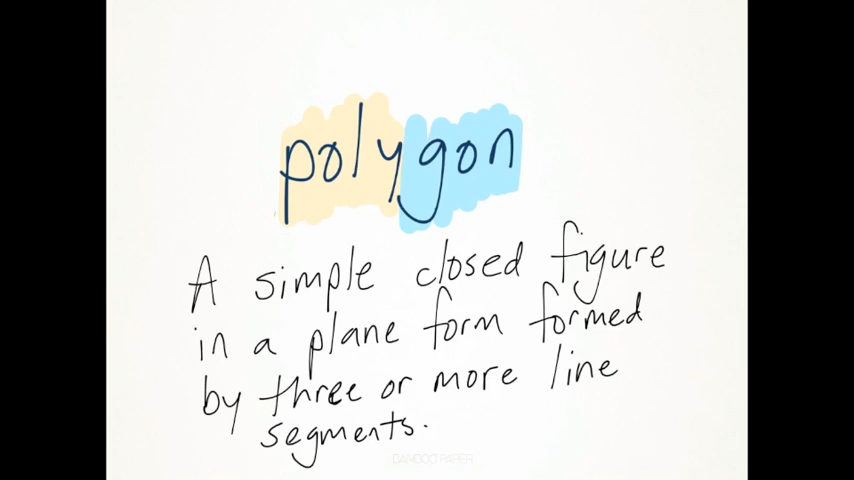 polygon
A simple closed figure
in a plane form formed
by three or more line
segments.
BAMBOO PAPER